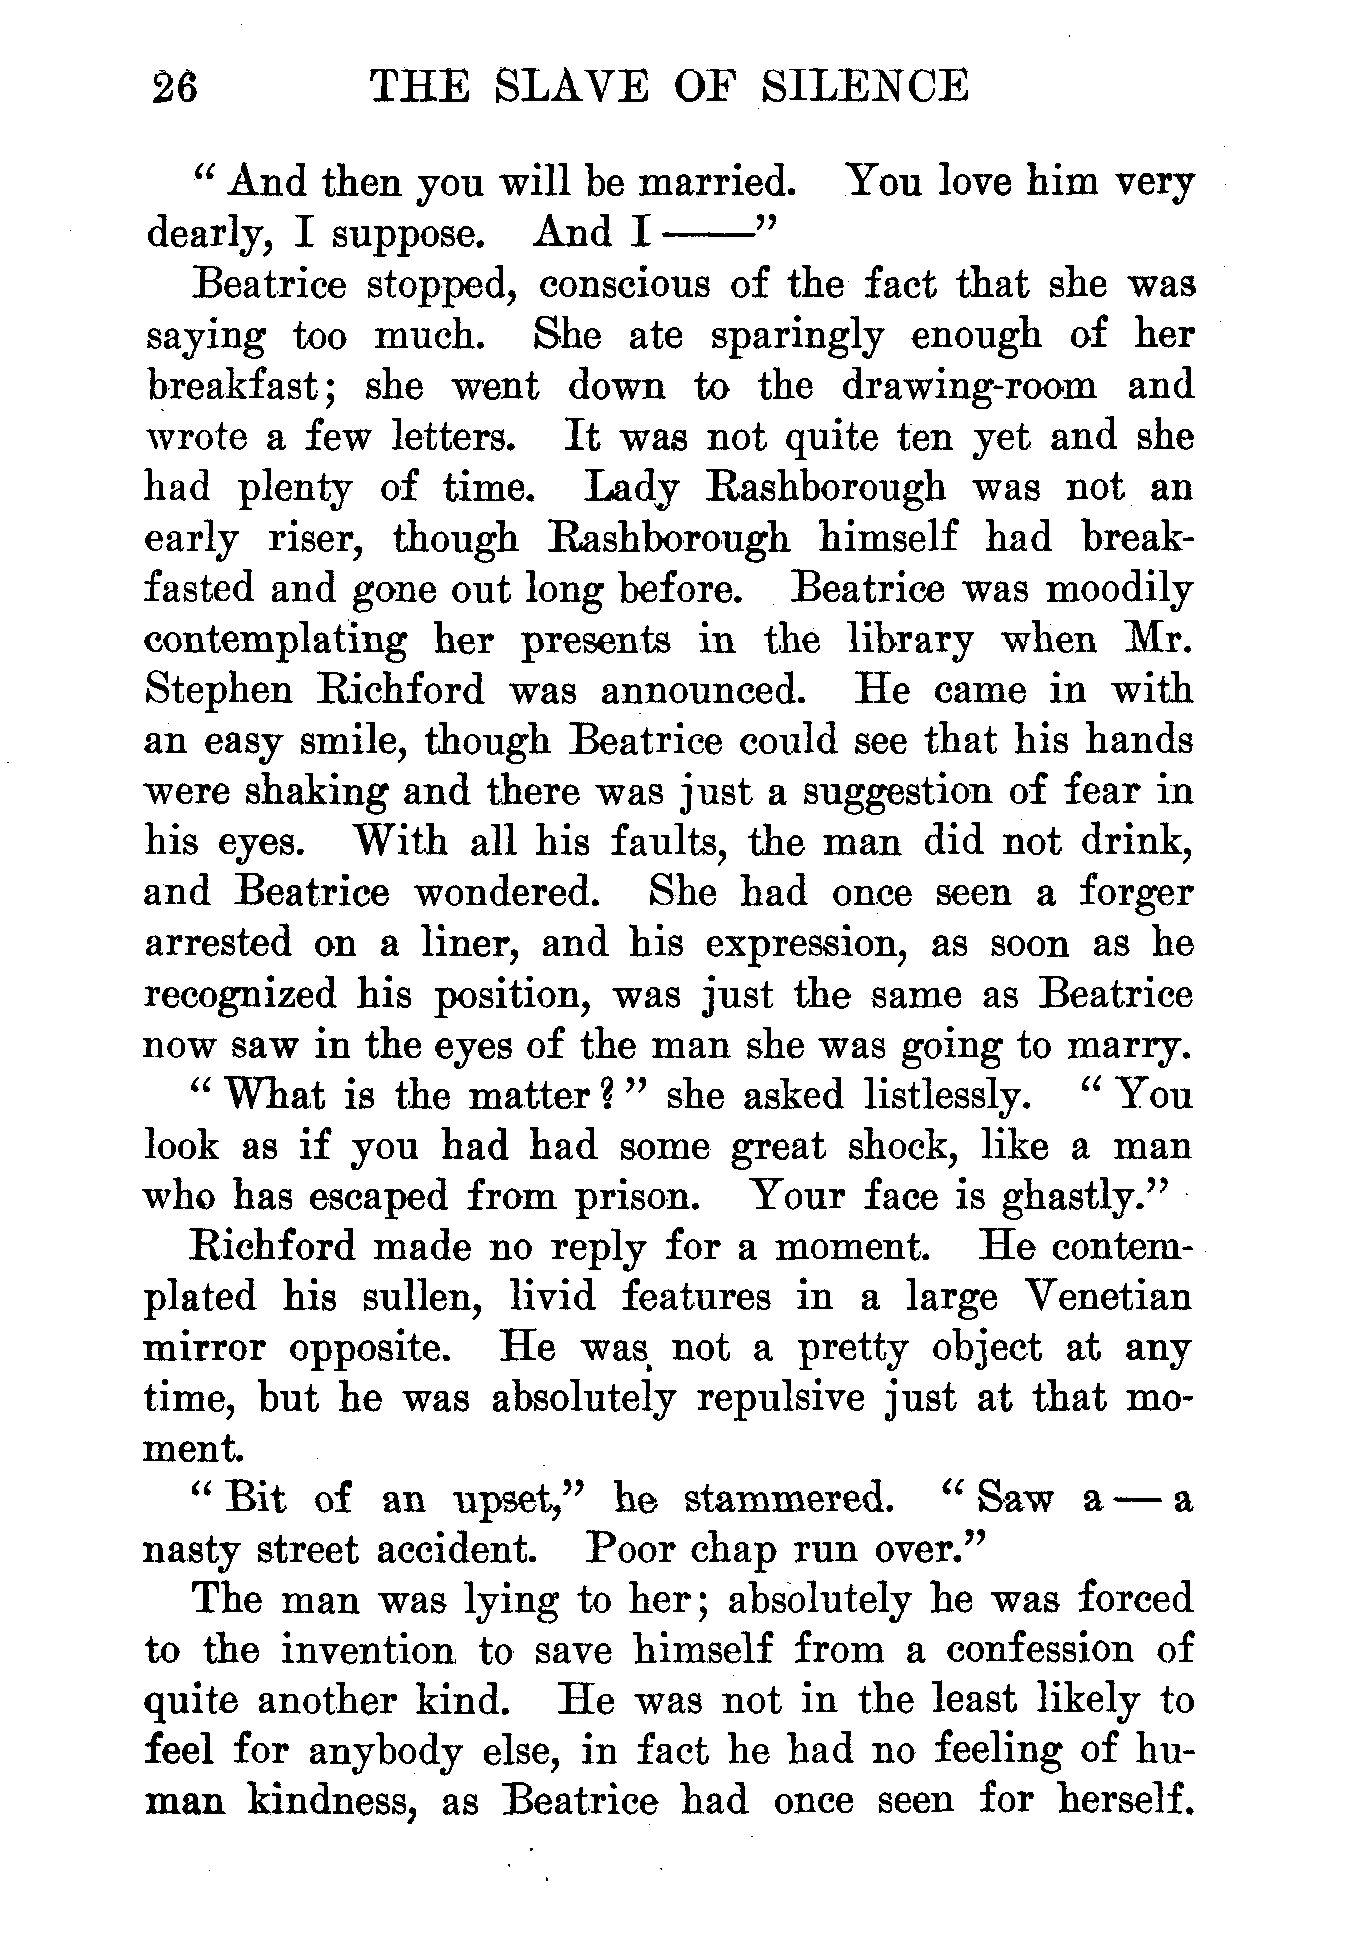 26 THE SLAVE OF SILENCE
“ And then you will be married. You love him very
dearly, I suppose. And I ——”
Beatrice stopped, conscious of the fact that she was
saying too much. She ate sparingly enough of her
breakfast; she went down to the drawing-room and
wrote a few letters. It was not quite ten yet and she
had plenty of time. Lady Rashborough was not an
early riser, though Rashborough himself had break-
fasted and gone out long before. Beatrice was moodily
contemplating her presents in the library when Mr.
Stephen Richford was announced. He came in with
an easy smile, though Beatrice could see that his hands
were shaking and there was just a suggestion of fear in
his eyes. With all his faults, the man did not drink,
and Beatrice wondered. She had once seen a forger
arrested on a liner, and his expression, as soon as he
recognized his position, was just the same as Beatrice
now saw in the eyes of the man she was going to marry.
“ What is the matter ? ” she asked listlessly. “ You
look as if you had had some great shock, like a man
who has escaped from prison. Your face is ghastly.”
Richford made no reply for a moment. He contem-
plated his sullen, livid features in a large Venetian
mirror opposite. He was not a pretty object at any
time, but he was absolutely repulsive just at that mo-
ment.
“ Bit of an upset,” he stammered. “ Saw a — a
nasty street accident. Poor chap run over.”
The man was lying to her; absolutely he was forced
to the invention to save himself from a confession of
quite another kind. He was not in the least likely to
feel for anybody else, in fact he had no feeling of hu-
man kindness, as Beatrice had once seen for herself.